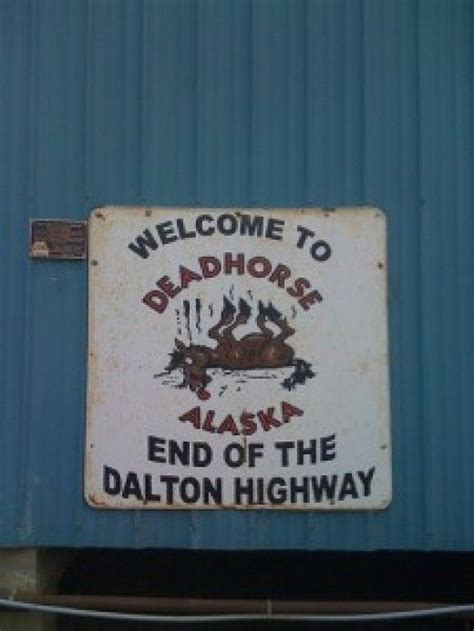 WELCOME TO
DEADHORSE
ALASKA
END OF THE
DALTON HIGHWAY